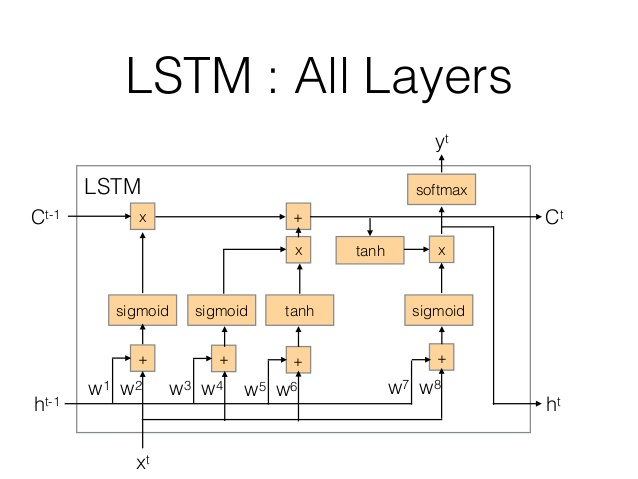 LSTM : All Layers
yᵗ
LSTM
softmax
Cᵗ⁻¹
x
+
Cᵗ
x
tanh
x
sigmoid
sigmoid
tanh
sigmoid
+
+
+
+
w¹
w²
w³
w⁴
w⁵
w⁶
w⁷
w⁸
hᵗ⁻¹
hᵗ
xᵗ